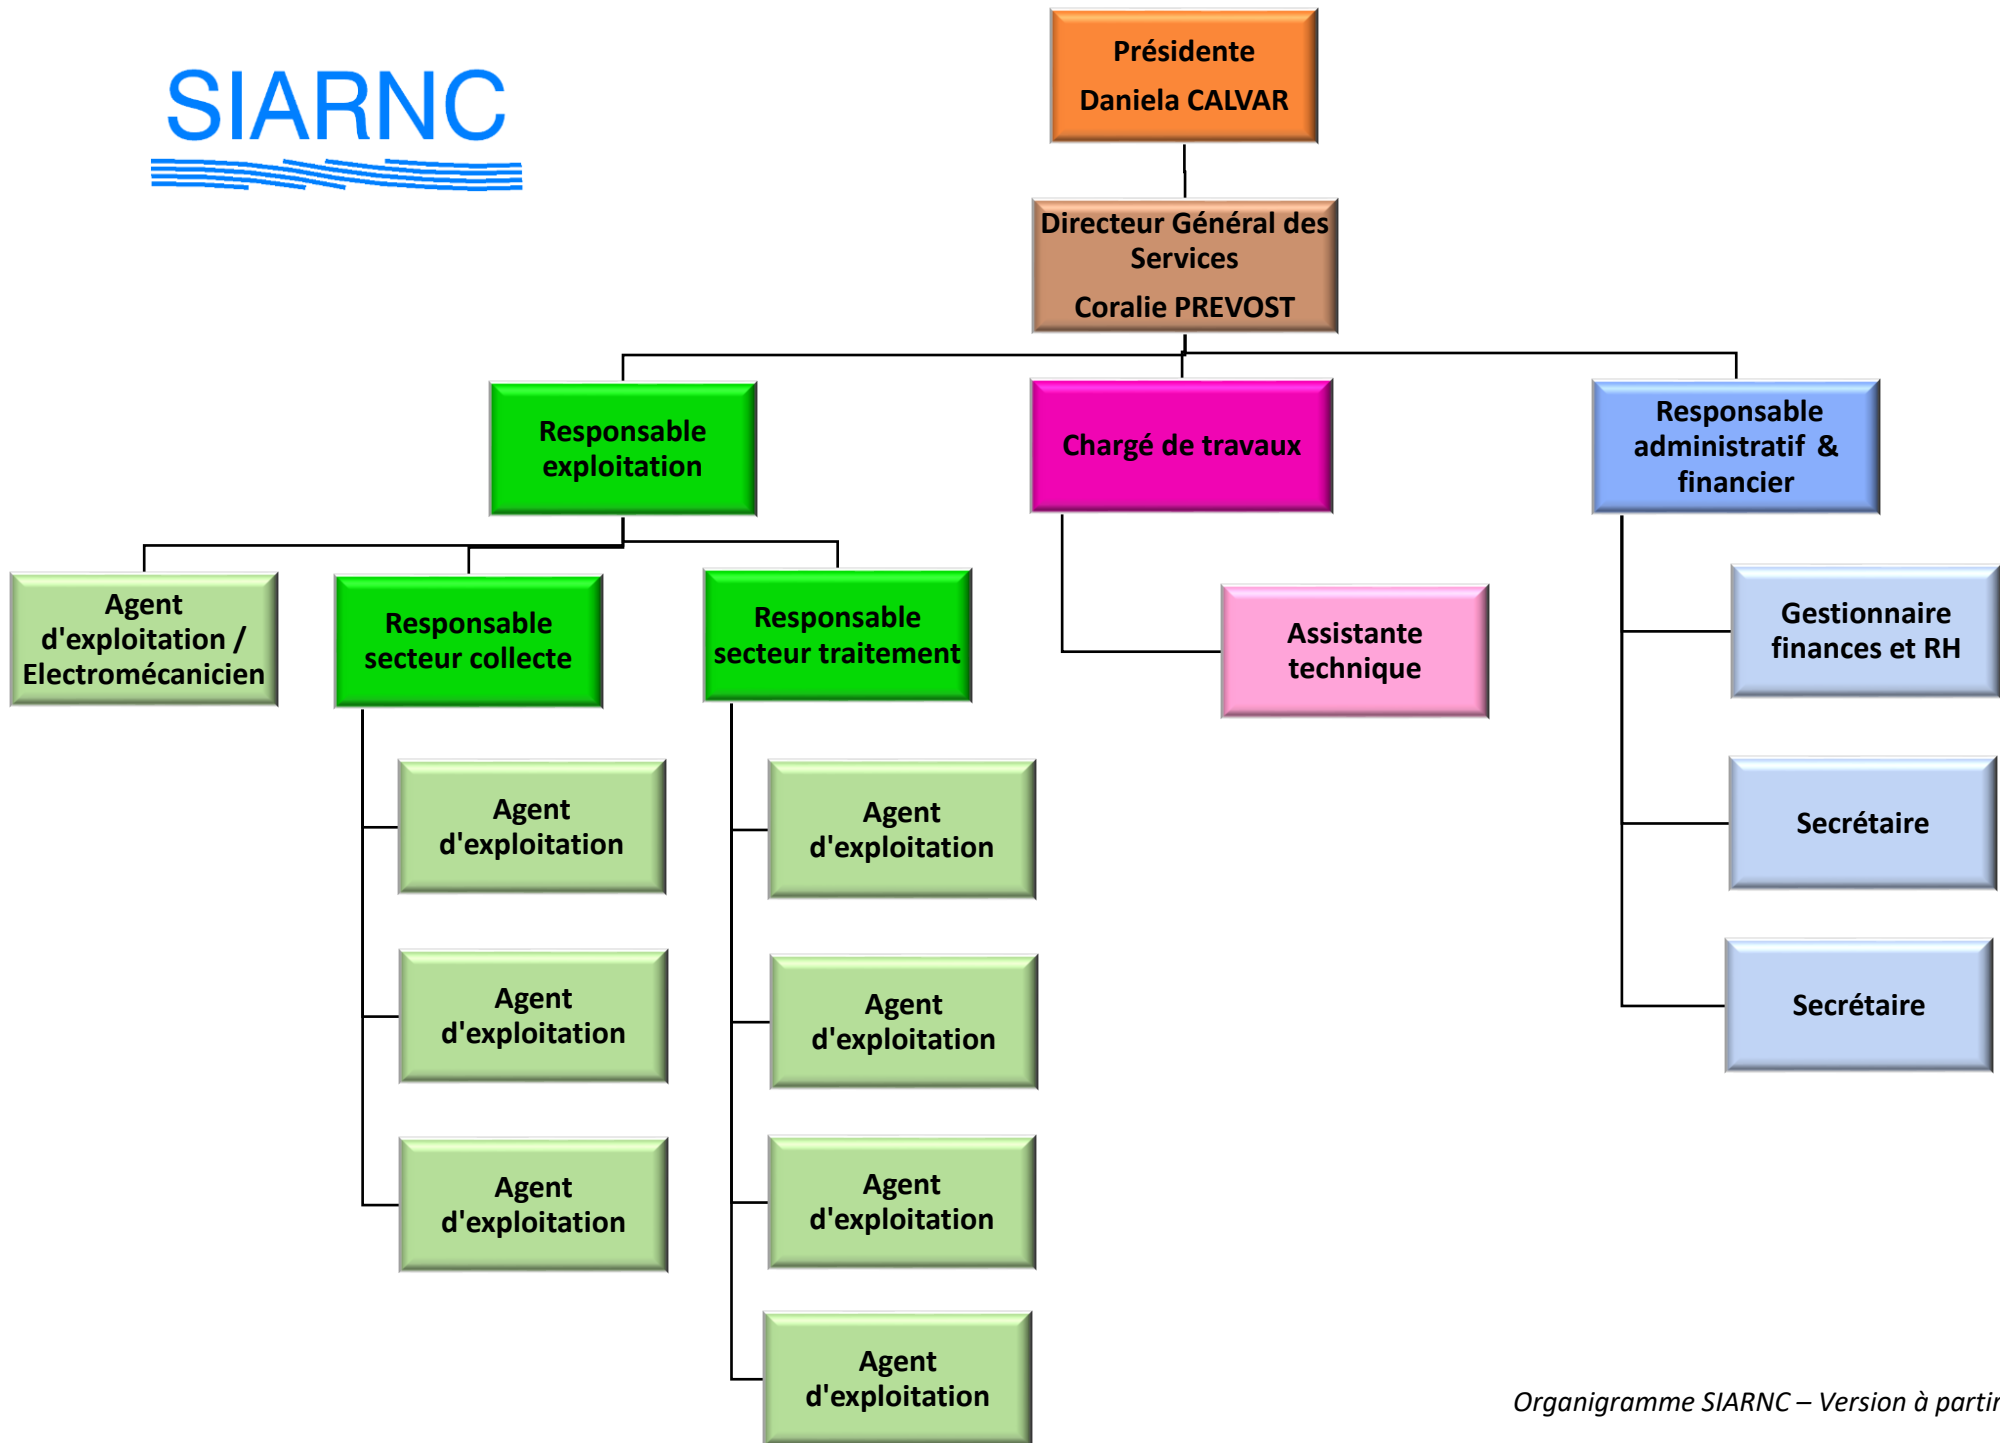 SIARNC
Présidente
Daniela CALVAR
Directeur Général des
Services
Coralie PREVOST
Responsable
exploitation
Chargé de travaux
Responsable
administratif &
financier
Agent
d'exploitation /
Electromécanicien
Responsable
secteur collecte
Responsable
secteur traitement
Assistante
technique
Gestionnaire
finances et RH
Agent
d'exploitation
Agent
d'exploitation
Secrétaire
Agent
d'exploitation
Agent
d'exploitation
Secrétaire
Agent
d'exploitation
Agent
d'exploitation
Agent
d'exploitation
Organigramme SIARNC – Version à partir